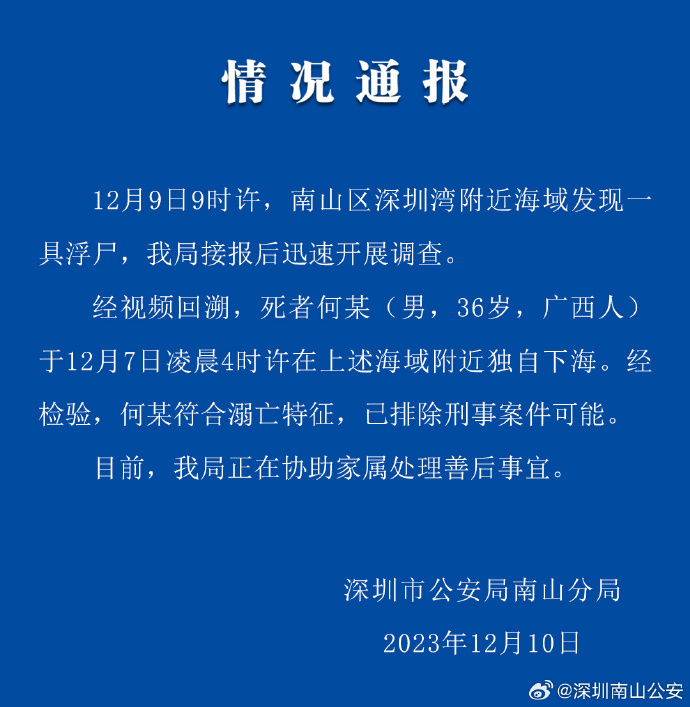 情况通报
12月9日9时许，南山区深圳湾附近海域发现一
具浮尸，我局接报后迅速开展调查。
经视频回溯，死者何某（男，36岁，广西人）
于12月7日凌晨4时许在上述海域附近独自下海。经
检验，何某符合溺亡特征，已排除刑事案件可能。
目前，我局正在协助家属处理善后事宜。
深圳市公安局南山分局
2023年12月10日
@深圳南山公安